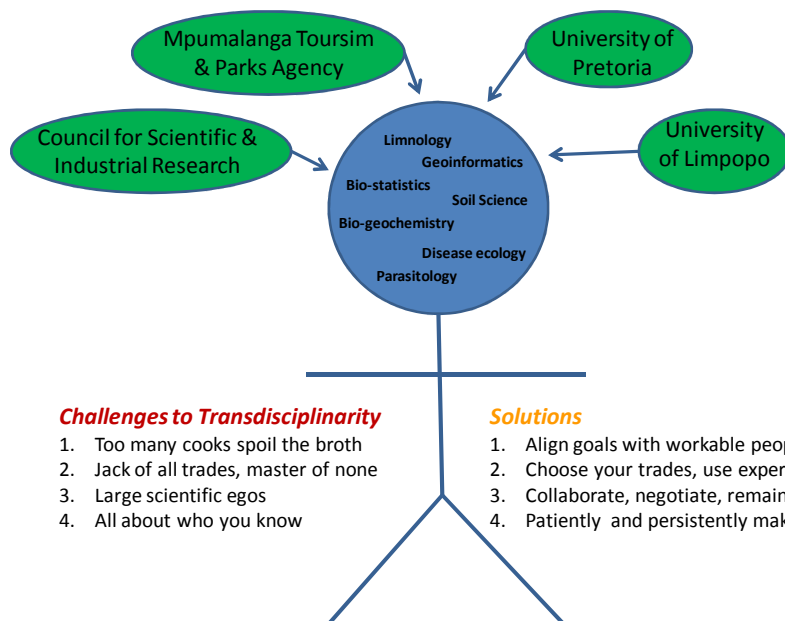 Mpumalanga Toursim
& Parks Agency
University of
Pretoria
Council for Scientific &
Industrial Research
University
of Limpopo
Limnology
Geoinformatics
Bio-statistics
Soil Science
Bio-geochemistry
Disease ecology
Parasitology
Challenges to Transdisciplinarity
1. Too many cooks spoil the broth
2. Jack of all trades, master of none
3. Large scientific egos
4. All about who you know
Solutions
1. Align goals with workable
2. Choose your trades, use
3. Collaborate, negotiate,
4. Patiently and persistently